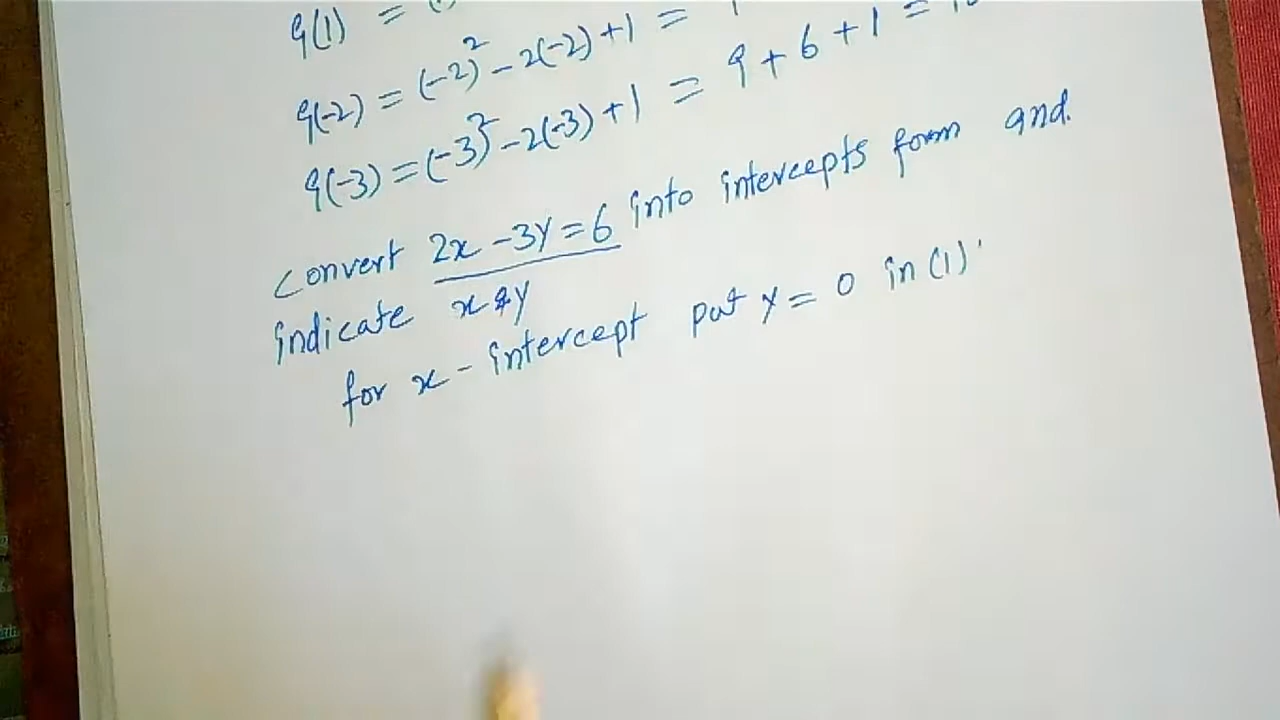 q(1) =
q(-2) = (-2)² - 2(-2) + 1 =
q(-3) = (-3)² - 2(-3) + 1 = 9 + 6 + 1 =
convert 2x - 3y = 6 into intercepts form and.
indicate x & y
for x - intercept put y = 0 in (1)